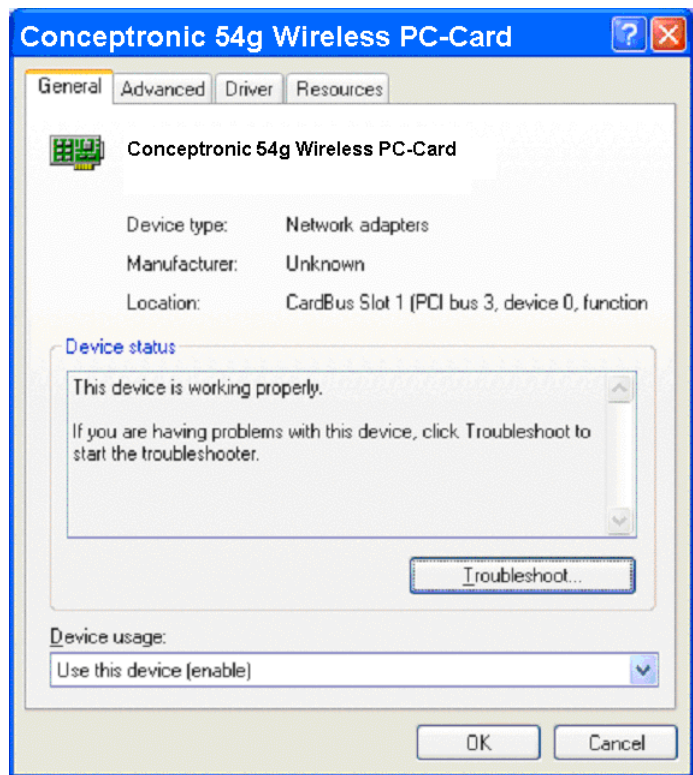 Conceptronic 54g Wireless PC-Card
General Advanced Driver Resources
Conceptronic 54g Wireless PC-Card
Device type: Network adapters
Manufacturer: Unknown
Location: CardBus Slot 1 (PCI bus 3, device 0, function
Device status
This device is working properly.
If you are having problems with this device, click Troubleshoot to
start the troubleshooter.
Troubleshoot...
Device usage:
Use this device (enable)
OK Cancel